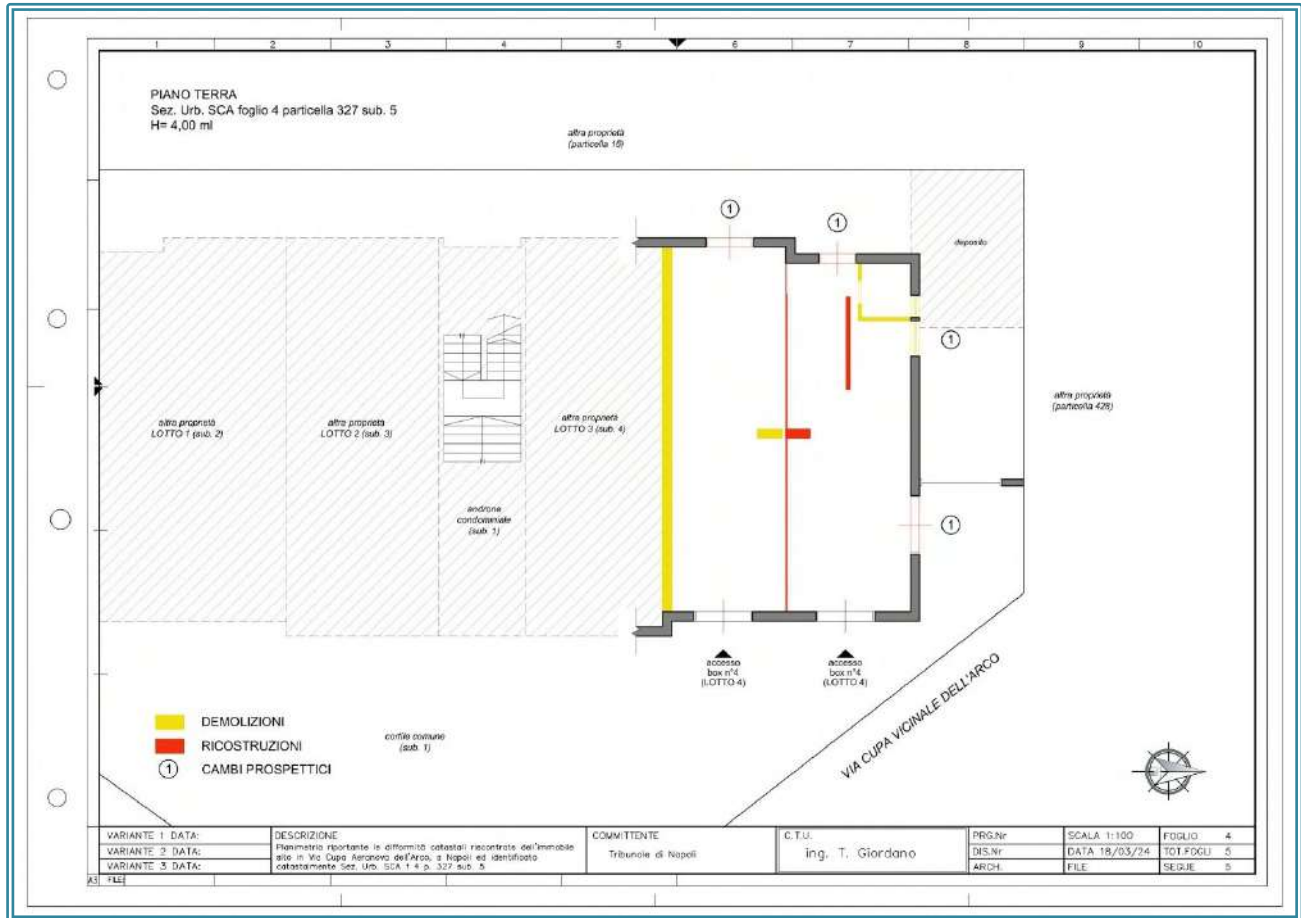 1 2 3 4 5 6 7 8 9 10
PIANO TERRA
Sez. Urb. SCA foglio 4 particella 327 sub. 5
H= 4,00 ml
altra proprietà
(particella 16)
1
1
deposito
1
altra proprietà
(particella 428)
altra proprietà
LOTTO 1 (sub. 2)
altra proprietà
LOTTO 2 (sub. 3)
altra proprietà
LOTTO 3 (sub. 4)
androne
condominiale
(sub. 1)
1
accesso
box n°4
(LOTTO 4)
accesso
box n°4
(LOTTO 4)
VIA CUPA VICINALE DELL'ARCO
DEMOLIZIONI
RICOSTRUZIONI
1 CAMBI PROSPETTICI
cortile comune
(sub. 1)
VARIANTE 1 DATA:
VARIANTE 2 DATA:
VARIANTE 3 DATA:
DESCRIZIONE
Planimetria riportante le difformità catastali riscontrate dell'immobile
sito in Via Cupa Aeronova dell'Arco, a Napoli ed identificato
catastalmente Sez. Urb. SCA f 4 p. 327 sub. 5
COMMITTENTE
Tribunale di Napoli
C.T.U.
ing. T. Giordano
PRG.Nr
DIS.Nr
ARCH.
SCALA 1:100
DATA 18/03/24
FILE
FOGLIO 4
TOT.FOGLI 5
SEGUE 5
A3 FILE: